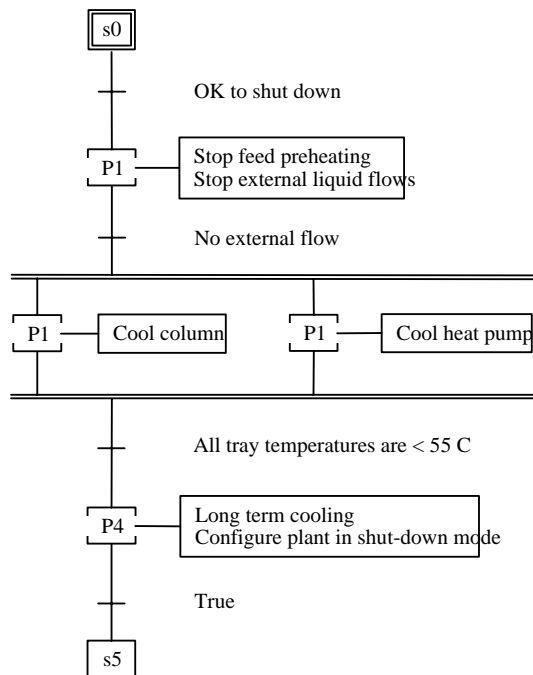 s0
OK to shut down
P1
Stop feed preheating
Stop external liquid flows
No external flow
P1
Cool column
P1
Cool heat pump
All tray temperatures are < 55 C
P4
Long term cooling
Configure plant in shut-down mode
True
s5